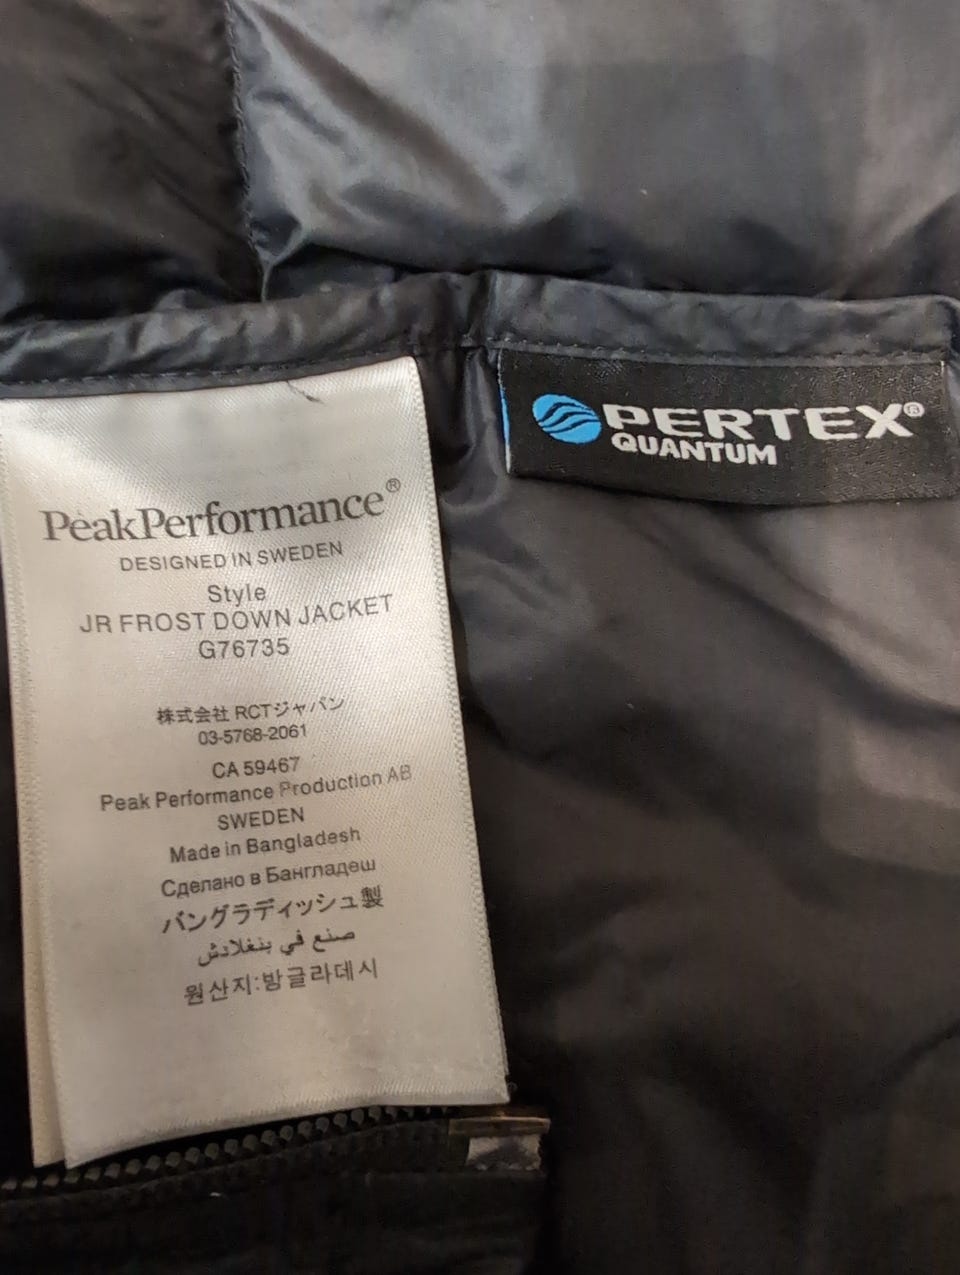 PeakPerformance®
DESIGNED IN SWEDEN
Style
JR FROST DOWN JACKET
G76735
株式会社 RCTジャパン
03-5768-2061
CA 59467
Peak Performance Production AB
SWEDEN
Made in Bangladesh
Сделано в Бангладеш
バングラディッシュ製
صنع في بنغلادش
원산지:방글라데시
PERTEX®
QUANTUM